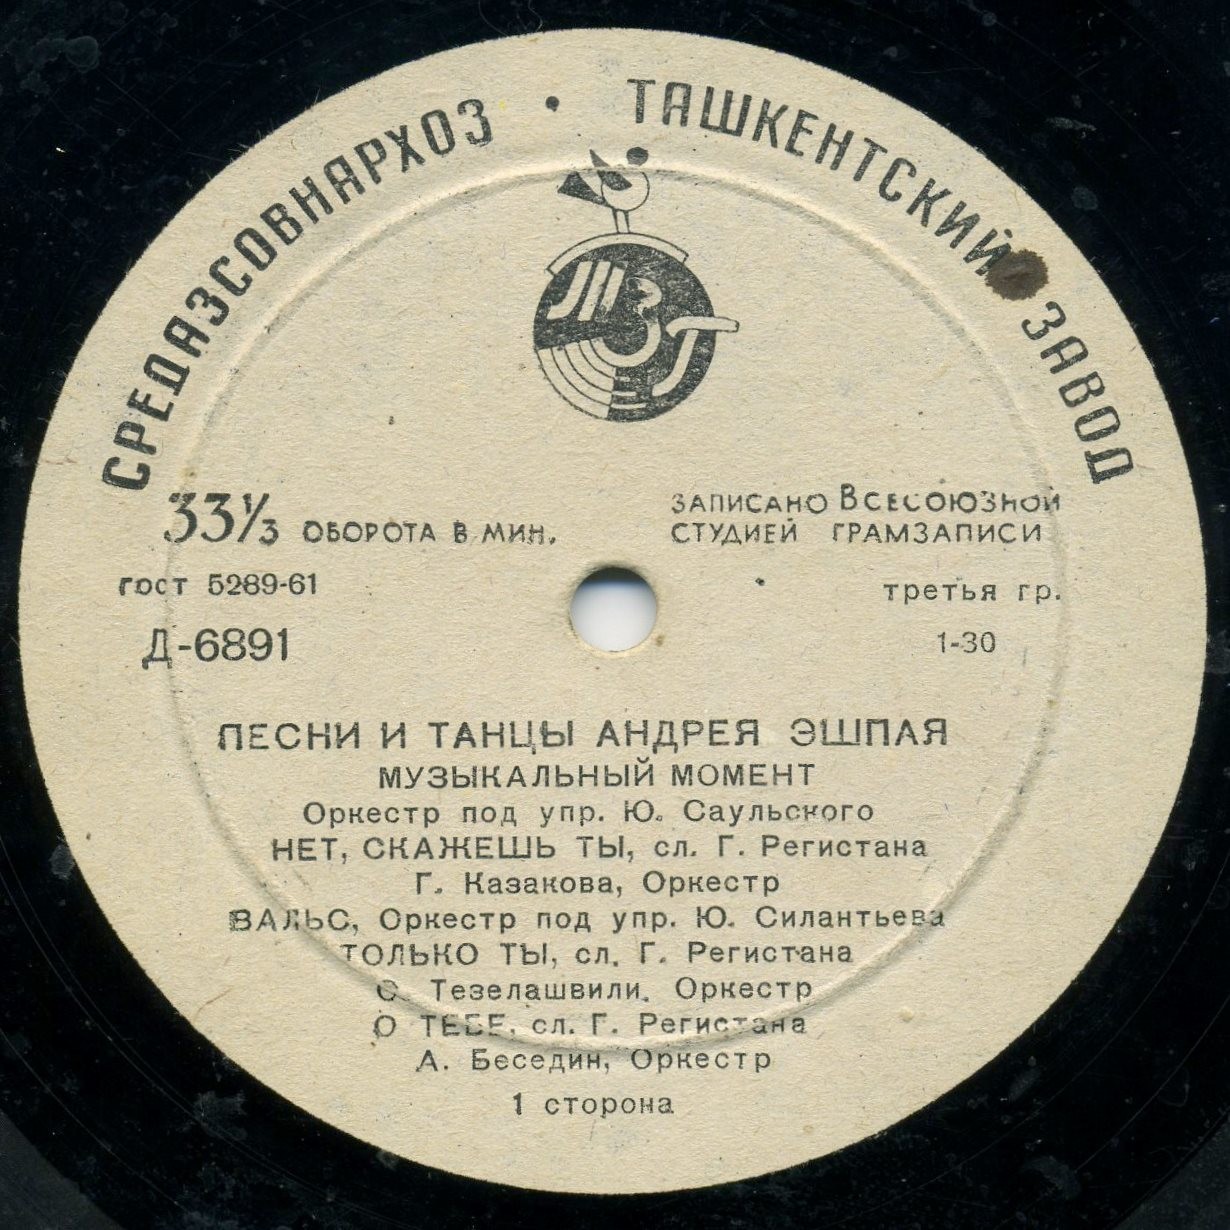 СРЕДАЗСОВНАРХОЗ • ТАШКЕНТСКИЙ ЗАВОД
ТЗГ
33⅓ ОБОРОТА В МИН.
ЗАПИСАНО ВСЕСОЮЗНОЙ
СТУДИЕЙ ГРАМЗАПИСИ
ГОСТ 5289-61
третья гр.
Д-6891
1-30
ПЕСНИ И ТАНЦЫ АНДРЕЯ ЭШПАЯ
МУЗЫКАЛЬНЫЙ МОМЕНТ
Оркестр под упр. Ю. Саульского
НЕТ, СКАЖЕШЬ ТЫ, сл. Г. Регистана
Г. Казакова, Оркестр
ВАЛЬС, Оркестр под упр. Ю. Силантьева
ТОЛЬКО ТЫ, сл. Г. Регистана
С. Тезелашвили. Оркестр
О ТЕБЕ, сл. Г. Регистана
А. Беседин, Оркестр
1 сторона